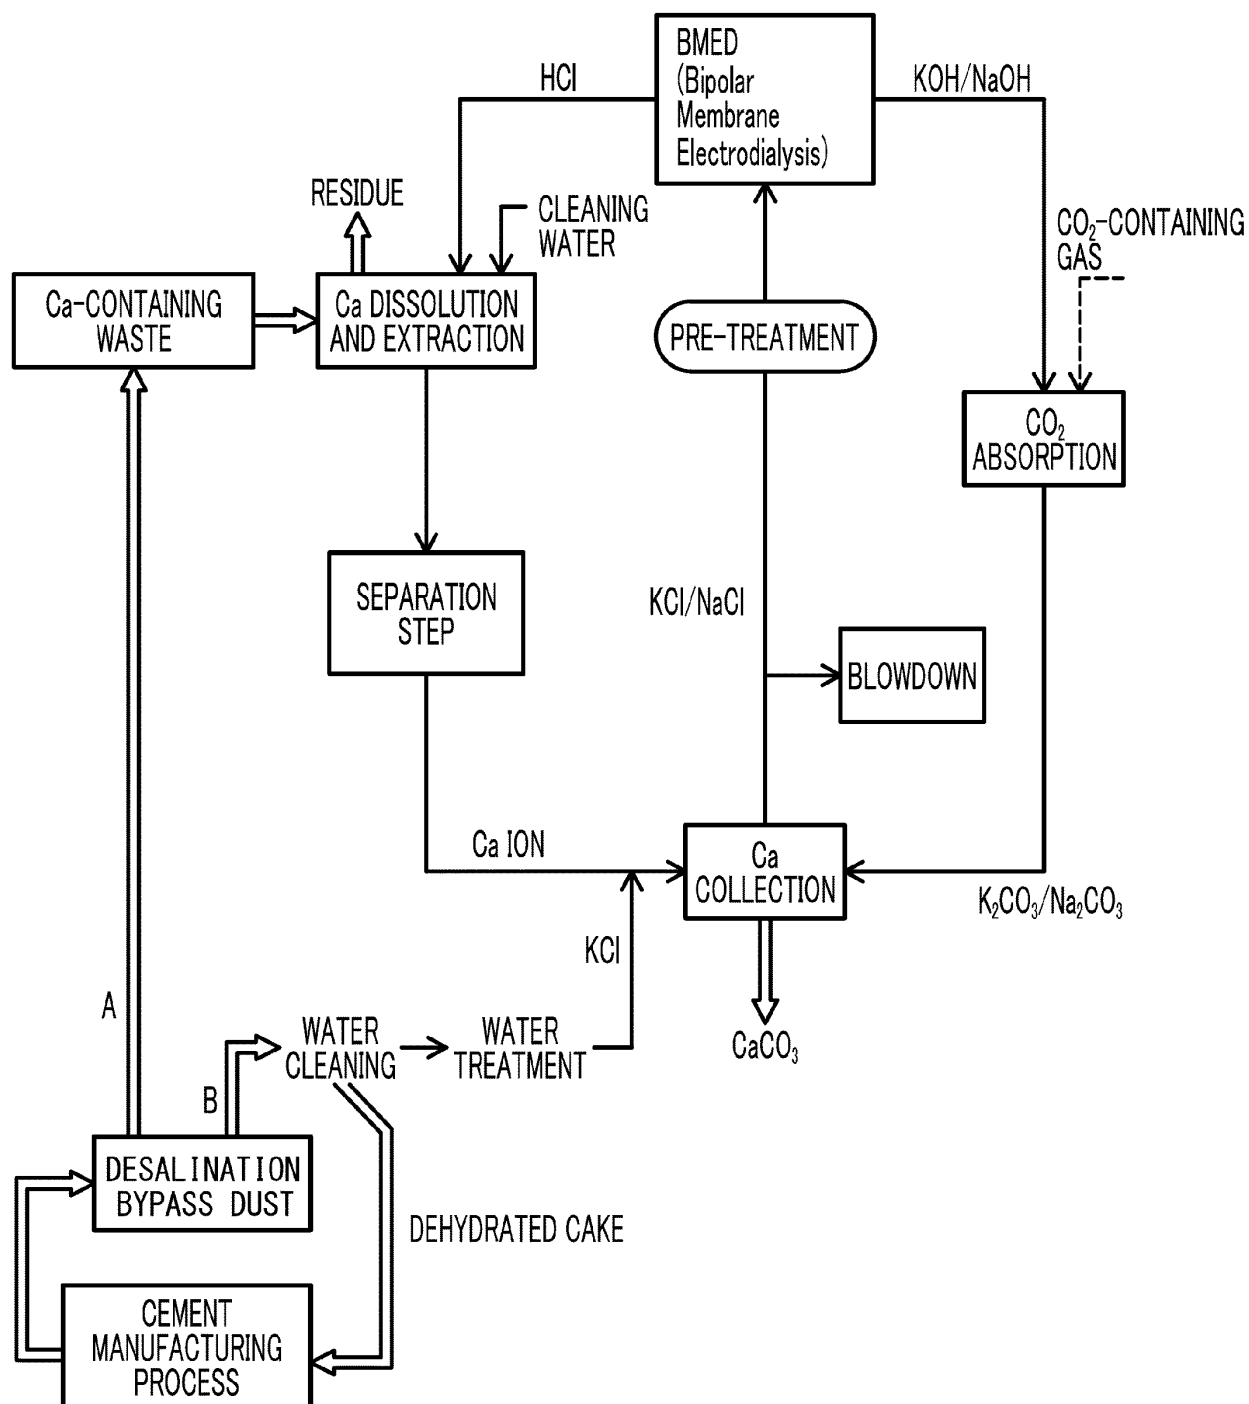 BMED
(Bipolar
Membrane
Electrodialysis)
HCl
KOH/NaOH
RESIDUE
CLEANING
WATER
CO₂-CONTAINING
GAS
Ca-CONTAINING
WASTE
Ca DISSOLUTION
AND EXTRACTION
PRE-TREATMENT
CO₂
ABSORPTION
SEPARATION
STEP
KCl/NaCl
BLOWDOWN
Ca ION
Ca
COLLECTION
K₂CO₃/Na₂CO₃
KCl
A
WATER
CLEANING
WATER
TREATMENT
CaCO₃
B
DESALINATION
BYPASS DUST
DEHYDRATED CAKE
CEMENT
MANUFACTURING
PROCESS